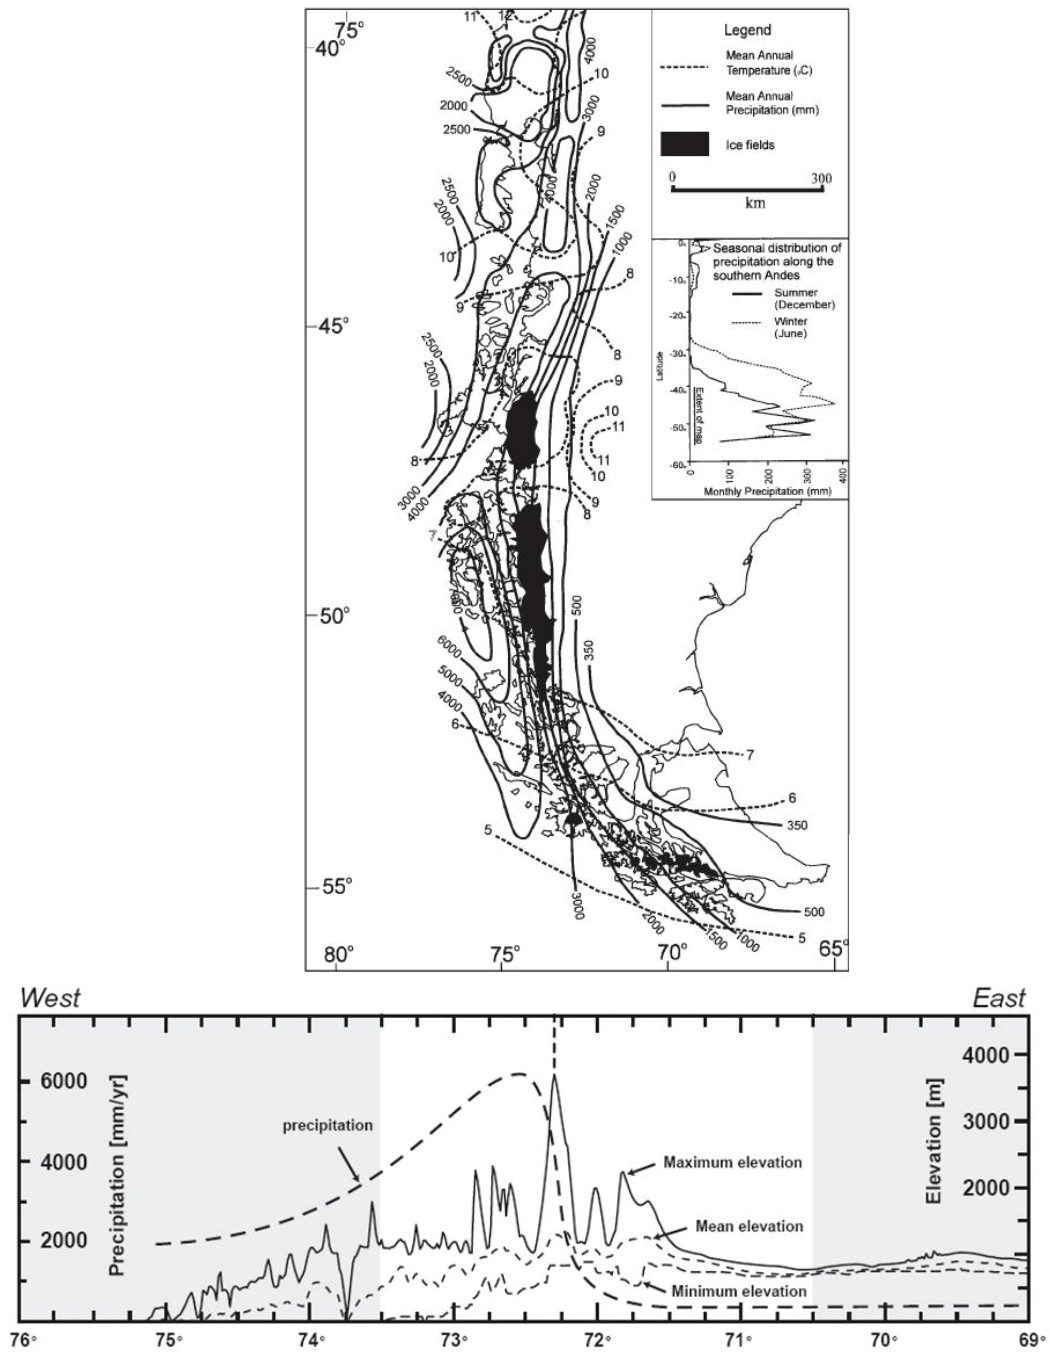 75°
40°
45°
50°
55°
80°
75°
70°
65°
11
12
4000
10
2500
2000
2500
3000
9
4000
2500
2000
2000
1500
1000
10
9
8
2500
2000
8
9
10
11
11
10
9
8
8
3000
4000
7
7000
500
350
6000
5000
4000
6
7
6
350
5
3000
2000
1500
1000
500
5
Legend
Mean Annual
Temperature (°C)
Mean Annual
Precipitation (mm)
Ice fields
0 300
km
Seasonal distribution of
precipitation along the
southern Andes
Summer
(December)
Winter
(June)
0
-10
-20
-30
-40
-50
-60
Latitude
Extent of map
0 100 200 300 400
Monthly Precipitation (mm)
West East
6000
4000
2000
Precipitation [mm/yr]
precipitation
Maximum elevation
Mean elevation
Minimum elevation
4000
3000
2000
Elevation [m]
76° 75° 74° 73° 72° 71° 70° 69°